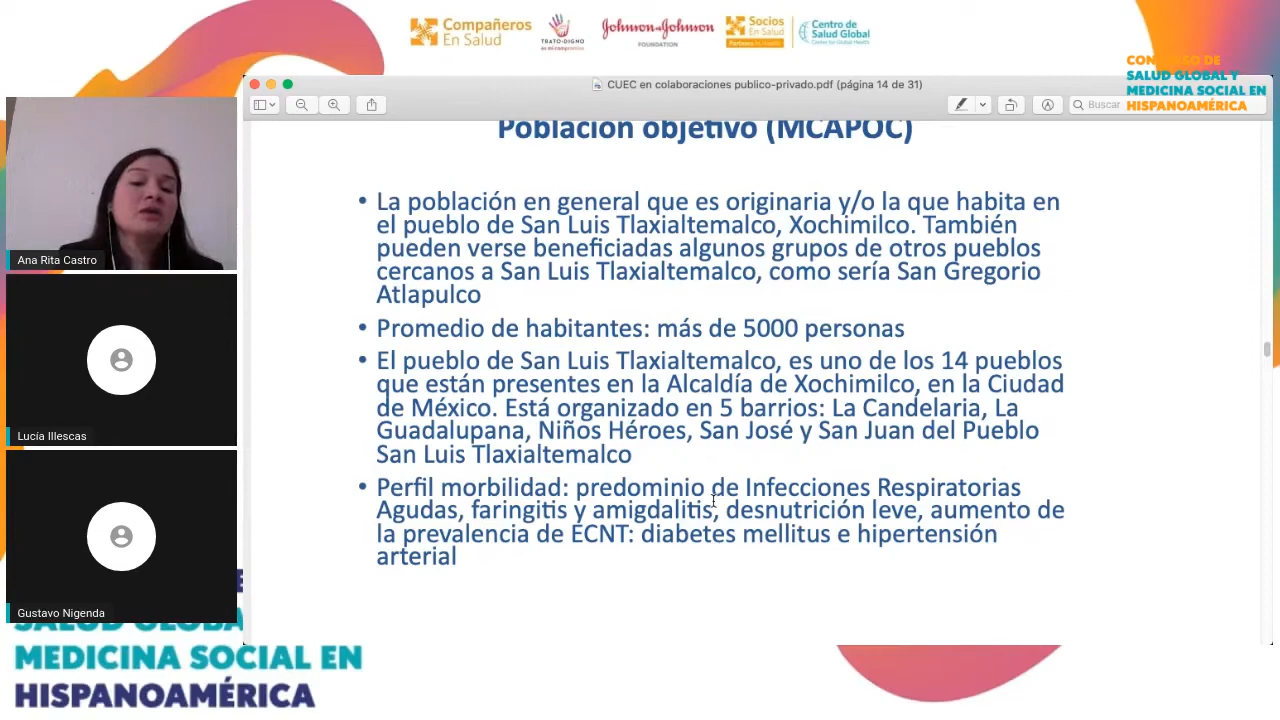 Compañeros
En Salud
TRATO DIGNO
es mi compromiso
Johnson & Johnson
FOUNDATION
Socios
En Salud
Partners In Health
Centro de
Salud Global
Center for Global Health
CONGRESO DE
SALUD GLOBAL Y
MEDICINA SOCIAL EN
HISPANOAMÉRICA
CUEC en colaboraciones publico-privado.pdf (página 14 de 31)
Buscar
Población objetivo (MCAPOC)
• La población en general que es originaria y/o la que habita en
el pueblo de San Luis Tlaxialtemalco, Xochimilco. También
pueden verse beneficiadas algunos grupos de otros pueblos
cercanos a San Luis Tlaxialtemalco, como sería San Gregorio
Atlapulco
• Promedio de habitantes: más de 5000 personas
• El pueblo de San Luis Tlaxialtemalco, es uno de los 14 pueblos
que están presentes en la Alcaldía de Xochimilco, en la Ciudad
de México. Está organizado en 5 barrios: La Candelaria, La
Guadalupana, Niños Héroes, San José y San Juan del Pueblo
San Luis Tlaxialtemalco
• Perfil morbilidad: predominio de Infecciones Respiratorias
Agudas, faringitis y amigdalitis, desnutrición leve, aumento de
la prevalencia de ECNT: diabetes mellitus e hipertensión
arterial
Ana Rita Castro
Lucía Illescas
Gustavo Nigenda
SALUD GLOBAL
MEDICINA SOCIAL EN
HISPANOAMÉRICA